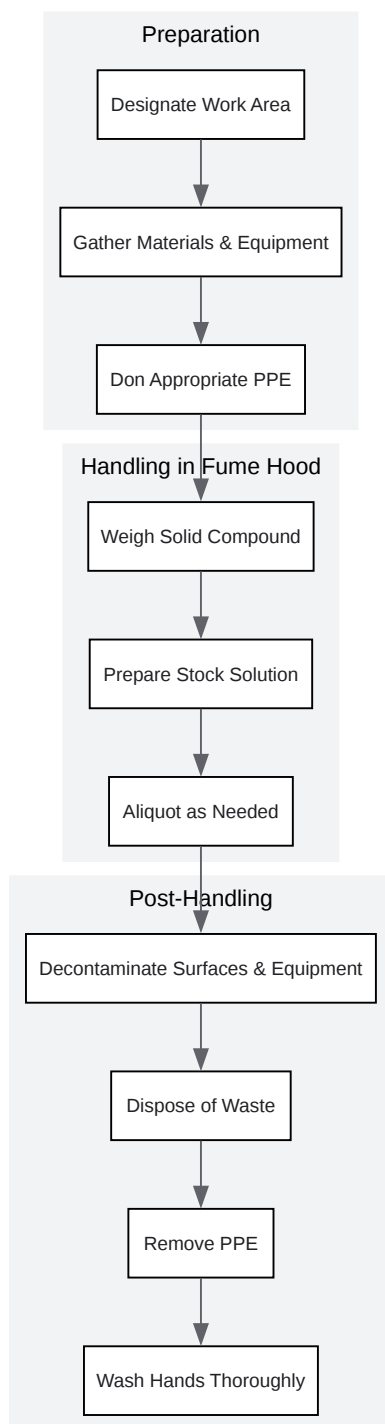 Preparation
Designate Work Area
Gather Materials & Equipment
Don Appropriate PPE
Handling in Fume Hood
Weigh Solid Compound
Prepare Stock Solution
Aliquot as Needed
Post-Handling
Decontaminate Surfaces & Equipment
Dispose of Waste
Remove PPE
Wash Hands Thoroughly